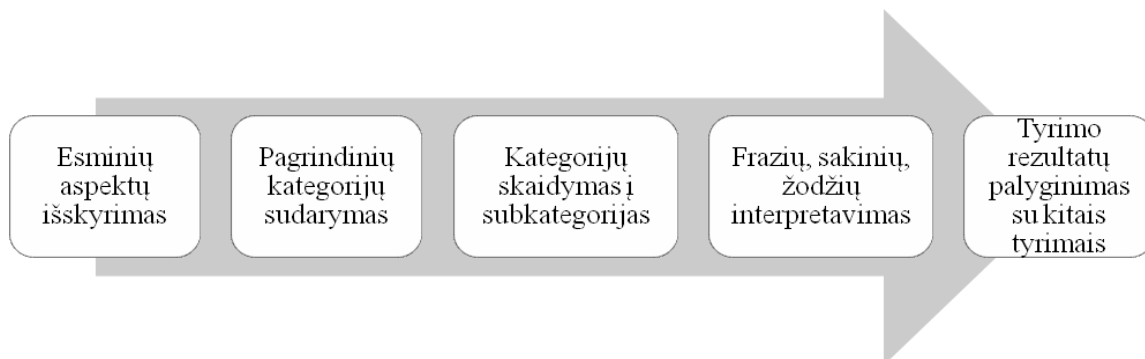 Esminių
aspektų
išskyrimas
Pagrindinių
kategorijų
sudarymas
Kategorijų
skaidymas į
subkategorijas
Frazių, sakinių,
žodžių
interpretavimas
Tyrimo
rezultatų
palyginimas
su kitais
tyrimais